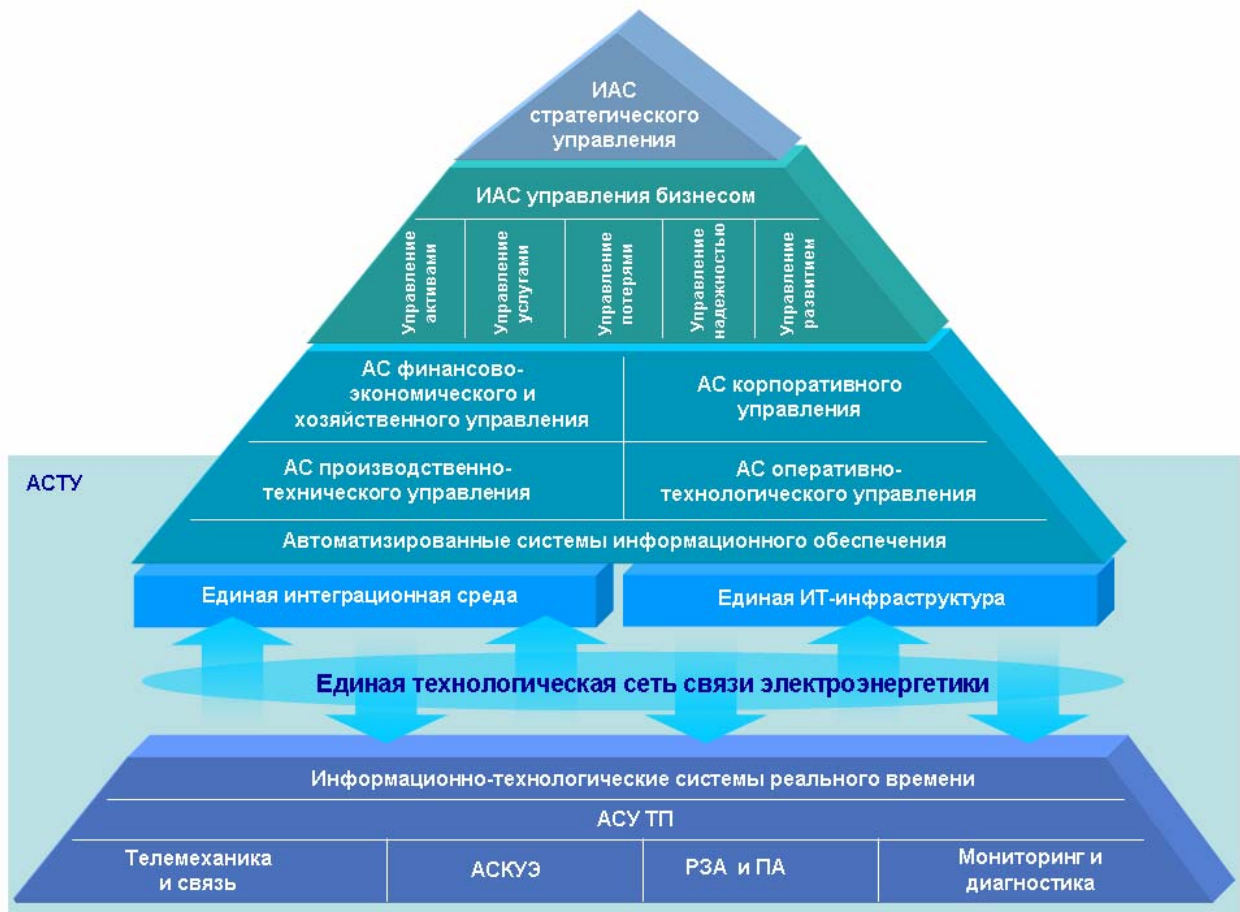 ИАС
стратегического
управления
ИАС управления бизнесом
Управление
активами
Управление
услугами
Управление
потерями
Управление
надежностью
Управление
развитием
АС финансово-
экономического и
хозяйственного управления
АС корпоративного
управления
АСТУ
АС производственно-
технического управления
АС оперативно-
технологического управления
Автоматизированные системы информационного обеспечения
Единая интеграционная среда
Единая ИТ-инфраструктура
Единая технологическая сеть связи электроэнергетики
Информационно-технологические системы реального времени
АСУ ТП
Телемеханика
и связь
АСКУЭ
РЗА и ПА
Мониторинг и
диагностика